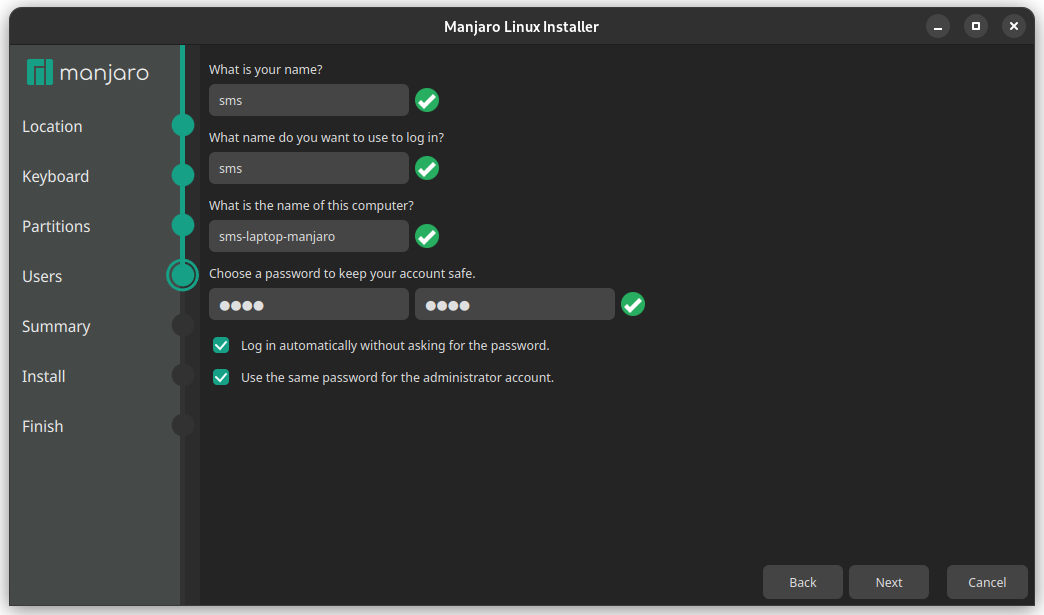 Manjaro Linux Installer
manjaro
Location
Keyboard
Partitions
Users
Summary
Install
Finish
What is your name?
sms
What name do you want to use to log in?
sms
What is the name of this computer?
sms-laptop-manjaro
Choose a password to keep your account safe.
●●●● ●●●●
Log in automatically without asking for the password.
Use the same password for the administrator account.
Back Next Cancel